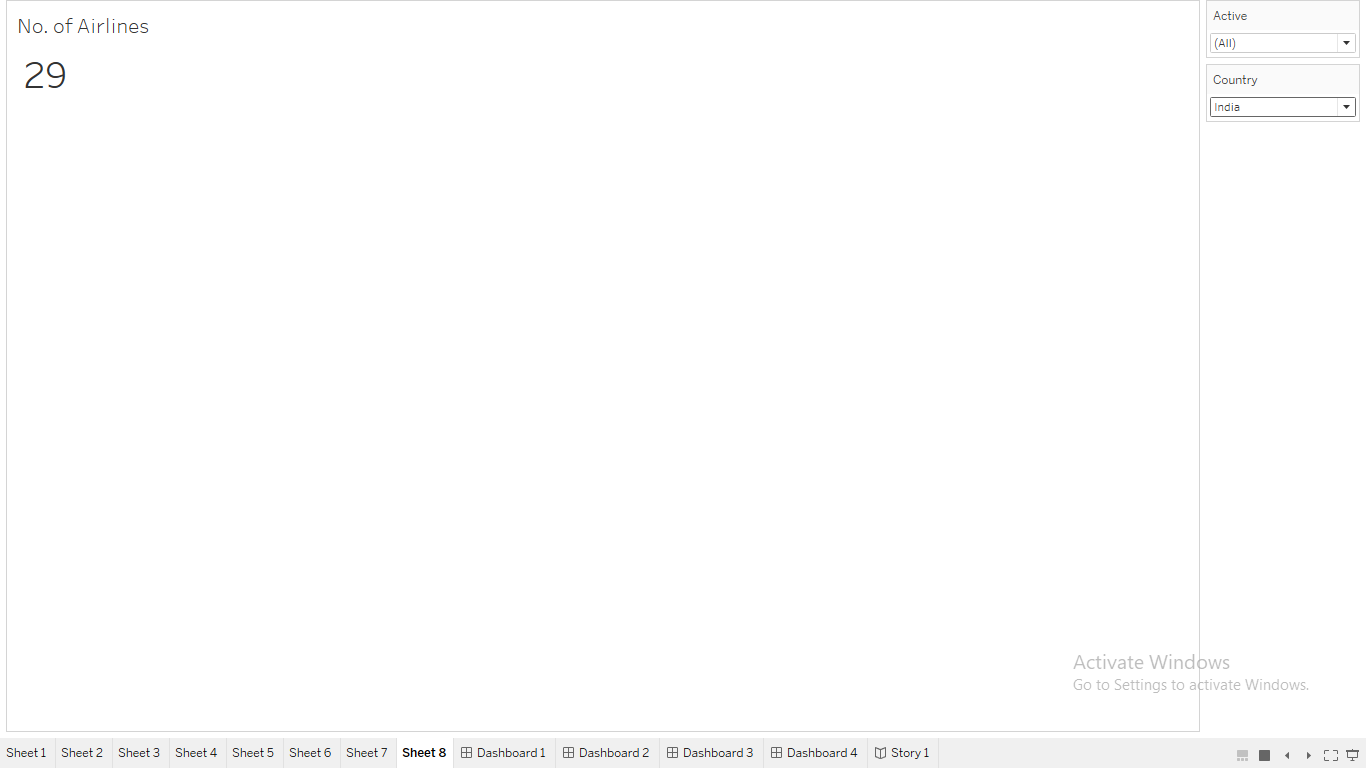 No. of Airlines
29
Active
(All)
Country
India
Activate Windows
Go to Settings to activate Windows.
Sheet 1 Sheet 2 Sheet 3 Sheet 4 Sheet 5 Sheet 6 Sheet 7 Sheet 8 Dashboard 1 Dashboard 2 Dashboard 3 Dashboard 4 Story 1